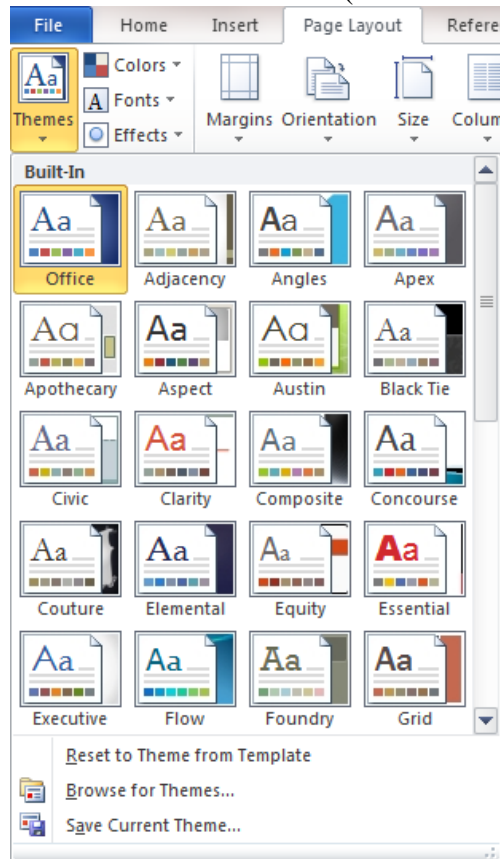 File Home Insert Page Layout Refere
Aa Colors
Themes A Fonts Margins Orientation Size Colum
Effects
Built-In
Aa Aa Aa Aa
Office Adjacency Angles Apex
Aa Aa Aa Aa
Apothecary Aspect Austin Black Tie
Aa Aa Aa Aa
Civic Clarity Composite Concourse
Aa Aa Aa Aa
Couture Elemental Equity Essential
Aa Aa Aa Aa
Executive Flow Foundry Grid
Reset to Theme from Template
Browse for Themes...
Save Current Theme...